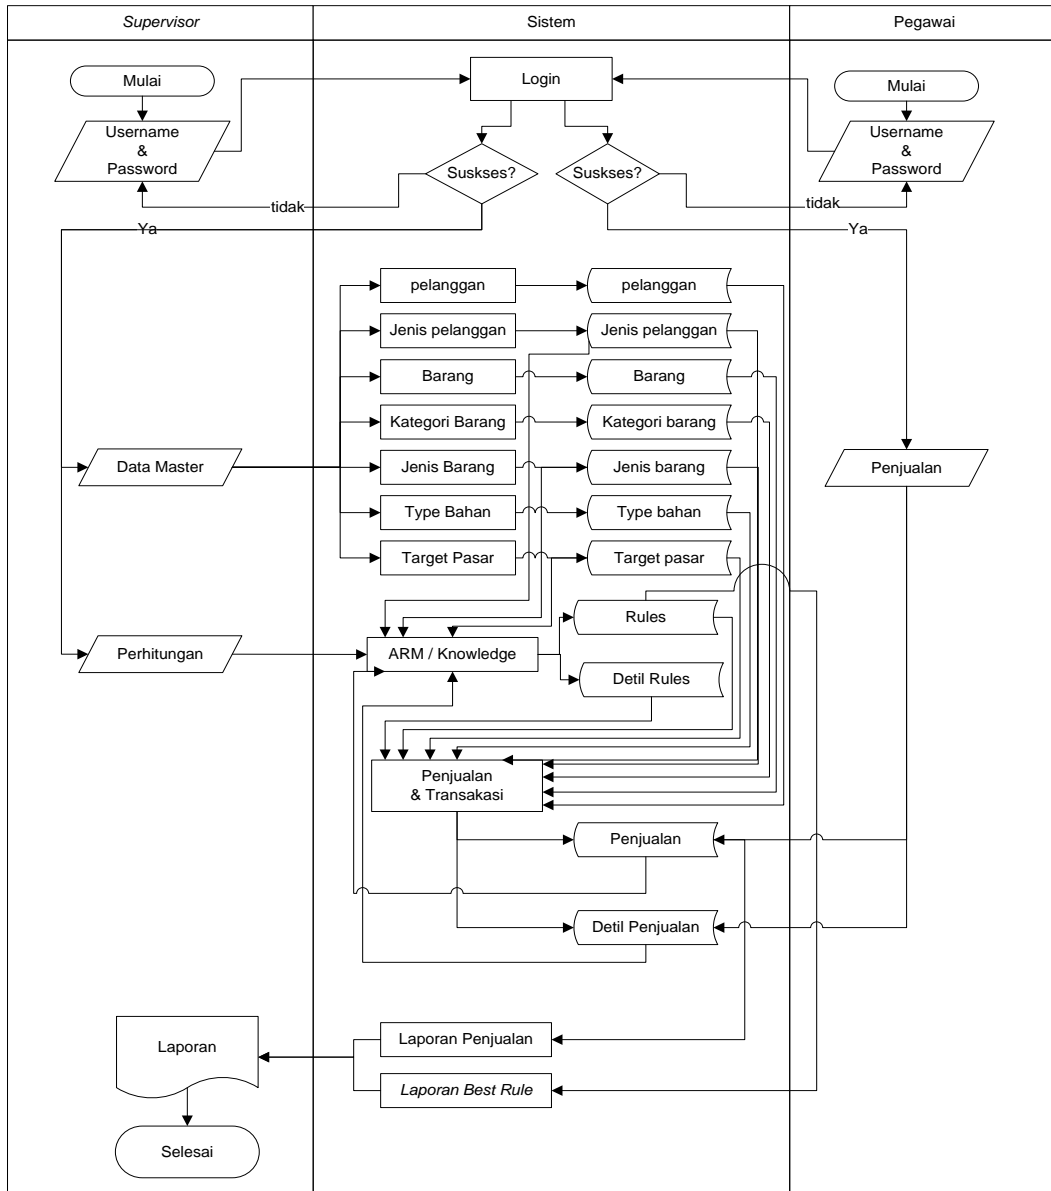 Supervisor
Sistem
Pegawai
Mulai
Login
Mulai
Username
&
Password
Username
&
Password
Suskses?
Suskses?
tidak
tidak
Ya
Ya
pelanggan
pelanggan
Jenis pelanggan
Jenis pelanggan
Barang
Barang
Kategori Barang
Kategori barang
Data Master
Jenis Barang
Jenis barang
Penjualan
Type Bahan
Type bahan
Target Pasar
Target pasar
Rules
Perhitungan
ARM / Knowledge
Detil Rules
Penjualan
& Transakasi
Penjualan
Detil Penjualan
Laporan
Laporan Penjualan
Laporan Best Rule
Selesai